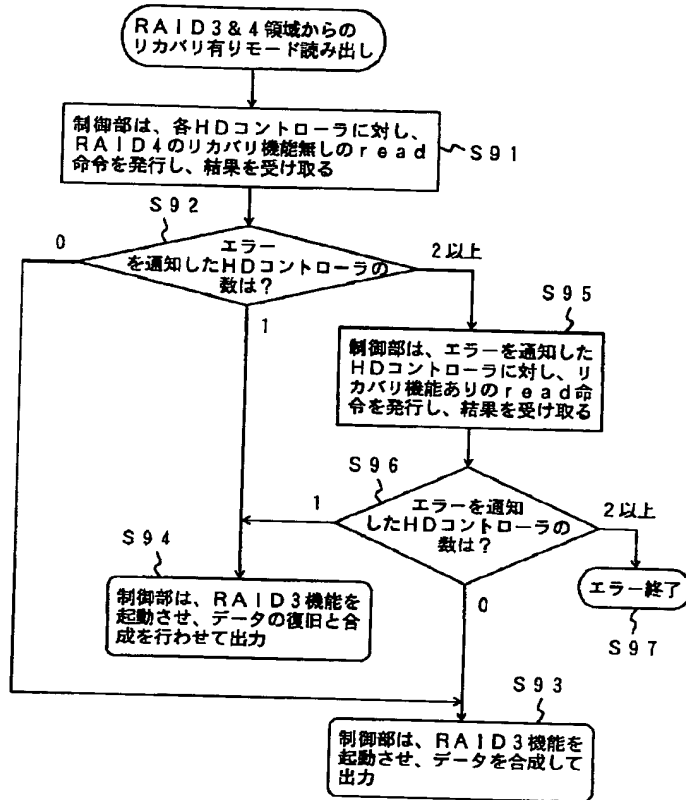 RAID3&4領域からの
リカバリ有りモード読み出し
制御部は、各HDコントローラに対し、
RAID4のリカバリ機能無しのread
命令を発行し、結果を受け取る
S91
S92
0
エラー
を通知したHDコントローラの
数は?
2以上
1
S95
制御部は、エラーを通知した
HDコントローラに対し、リ
カバリ機能ありのread命
令を発行し、結果を受け取る
S96
1
エラーを通知
したHDコントローラの
数は?
2以上
0
エラー終了
S97
S94
制御部は、RAID3機能を
起動させ、データの復旧と合
成を行わせて出力
S93
制御部は、RAID3機能を
起動させ、データを合成して
出力